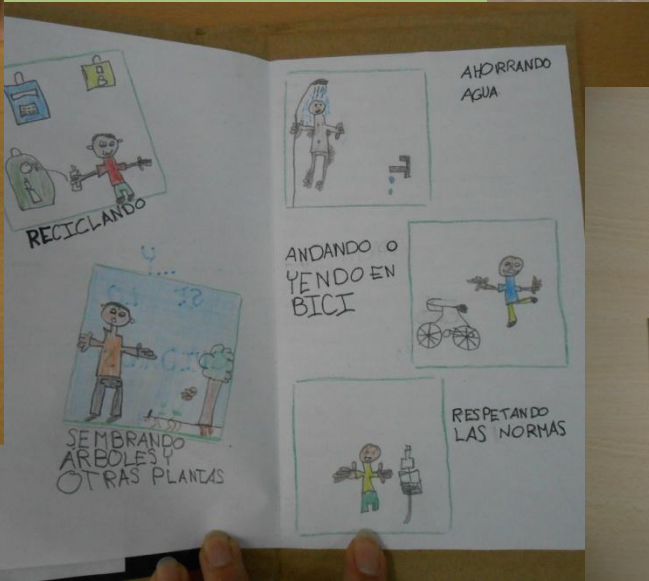 RECICLANDO
Y...
SEMBRANDO
ARBOLES Y
OTRAS PLANTAS
AHORRANDO
AGUA
ANDANDO O
YENDO EN
BICI
RESPETANDO
LAS NORMAS